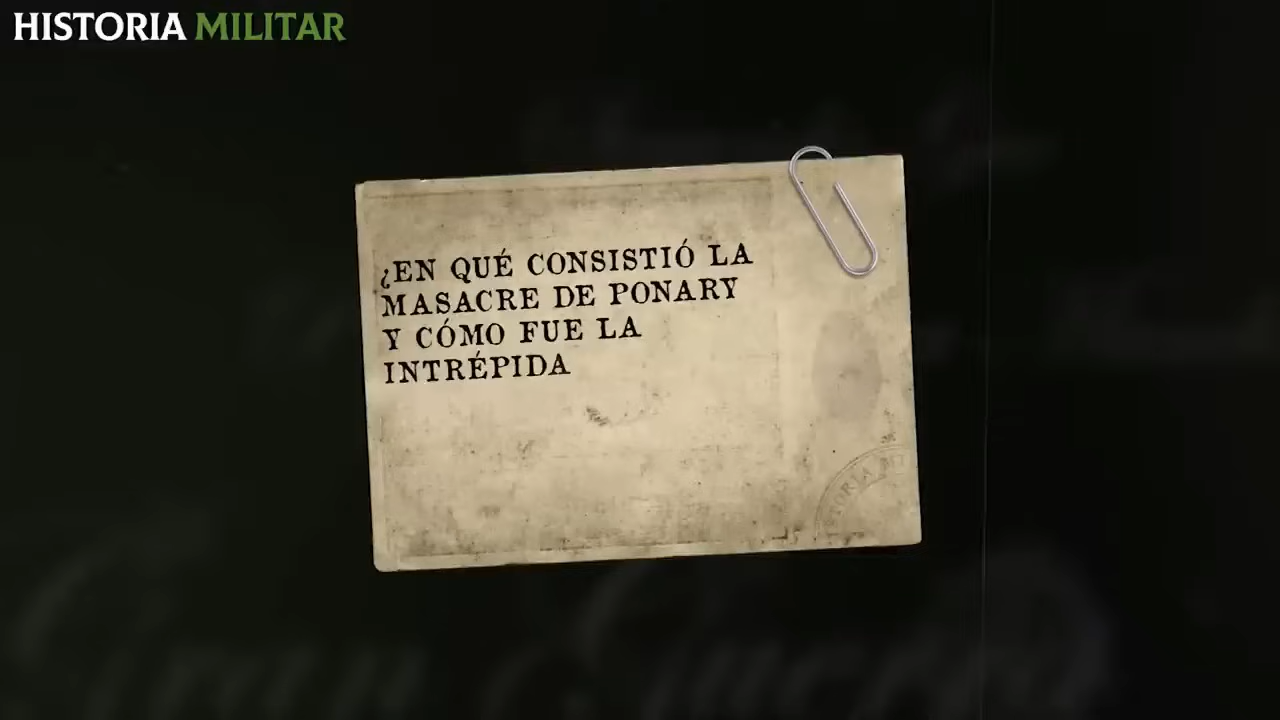 HISTORIA MILITAR
¿EN QUÉ CONSISTIÓ LA
MASACRE DE PONARY
Y CÓMO FUE LA
INTRÉPIDA